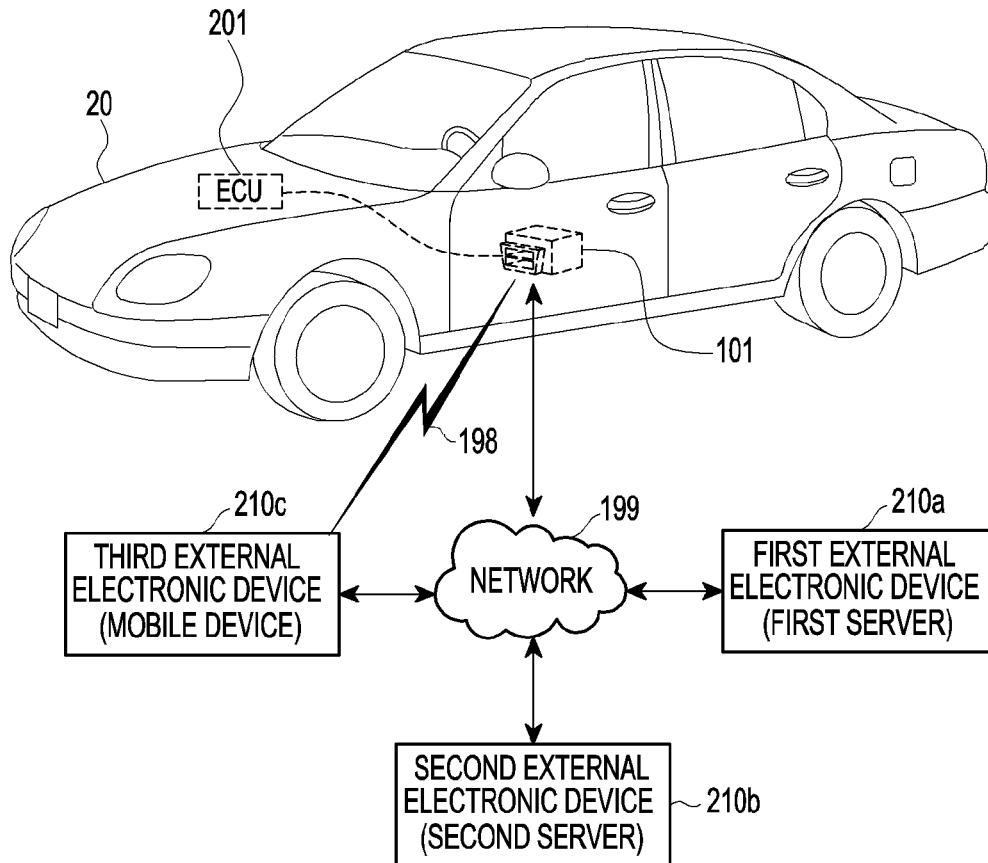 201
20
ECU
101
198
210c
199
210a
THIRD EXTERNAL
ELECTRONIC DEVICE
(MOBILE DEVICE)
NETWORK
FIRST EXTERNAL
ELECTRONIC DEVICE
(FIRST SERVER)
SECOND EXTERNAL
ELECTRONIC DEVICE
(SECOND SERVER)
210b